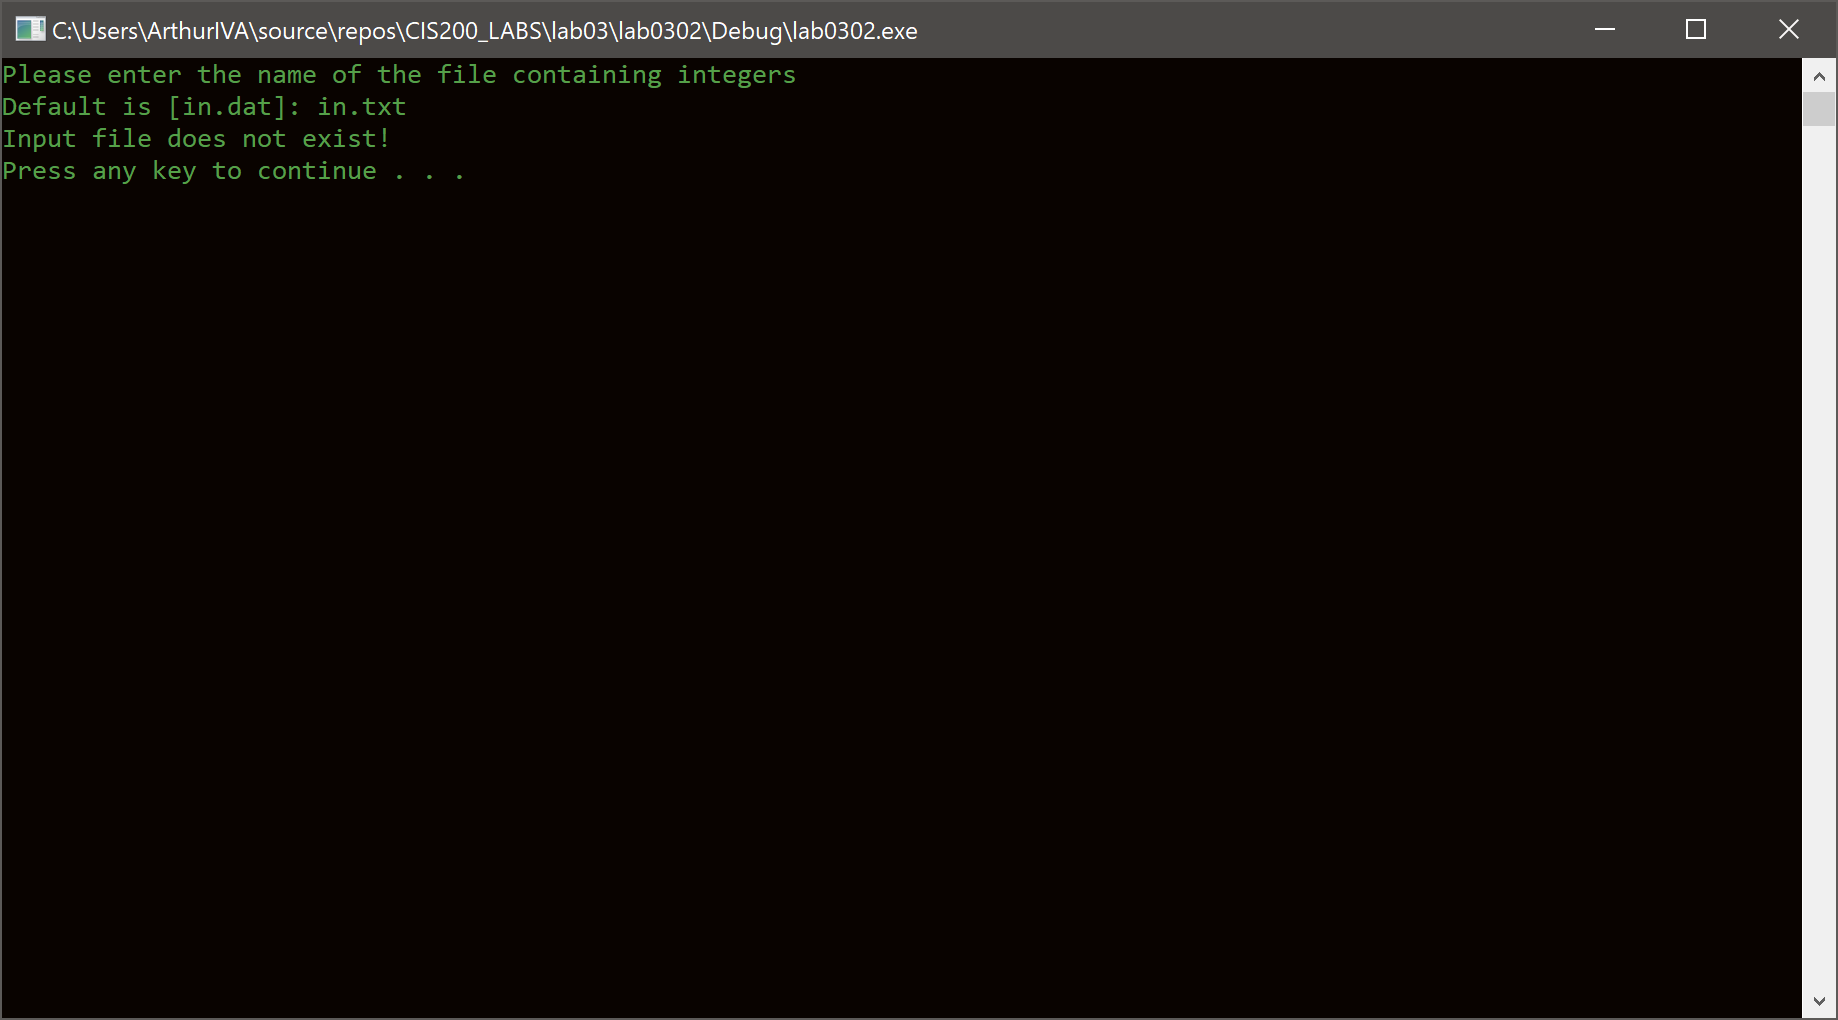 C:\Users\ArthurIVA\source\repos\CIS200_LABS\lab03\lab0302\Debug\lab0302.exe
Please enter the name of the file containing integers
Default is [in.dat]: in.txt
Input file does not exist!
Press any key to continue . . .